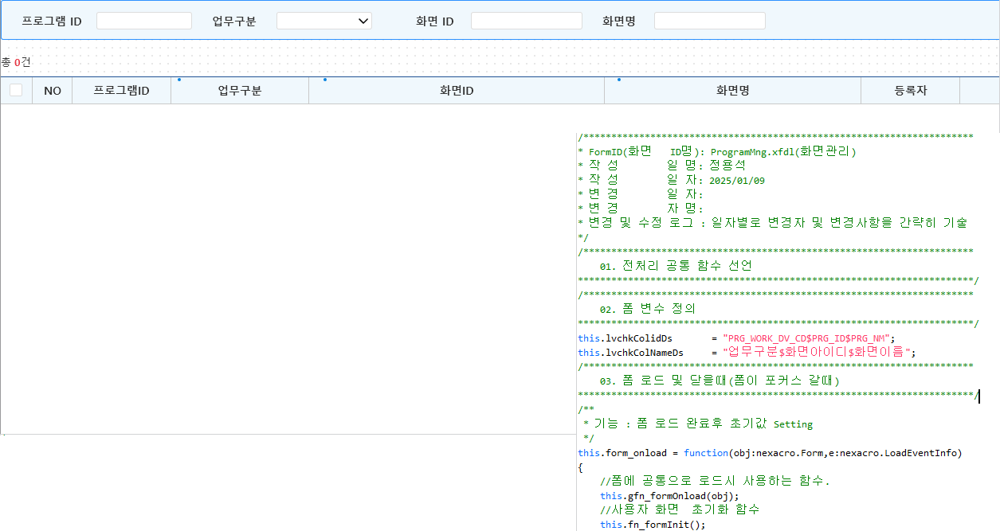 프로그램 ID 업무구분 화면 ID 화면명
총 0건
NO 프로그램ID 업무구분 화면ID 화면명 등록자
/***********************************************************************
* FormID(화면 ID명): ProgramMng.xfdl(화면관리)
* 작 성 일 명: 정용석
* 작 성 일 자: 2025/01/09
* 변 경 일 자:
* 변 경 자 명:
* 변경 및 수정 로그 : 일자별로 변경자 및 변경사항을 간략히 기술
*/
/***********************************************************************
01. 전처리 공통 함수 선언
************************************************************************/
/***********************************************************************
02. 폼 변수 정의
************************************************************************/
this.lvchkColidDs = "PRG_WORK_DV_CD$PRG_ID$PRG_NM";
this.lvchkColNameDs = "업무구분$화면아이디$화면이름";
/***********************************************************************
03. 폼 로드 및 닫을때(폼이 포커스 갈때)
************************************************************************/
/**
* 기능 : 폼 로드 완료후 초기값 Setting
*/
this.form_onload = function(obj:nexacro.Form,e:nexacro.LoadEventInfo)
{
//폼에 공통으로 로드시 사용하는 함수.
this.gfn_formOnload(obj);
//사용자 화면 초기화 함수
this.fn_formInit();